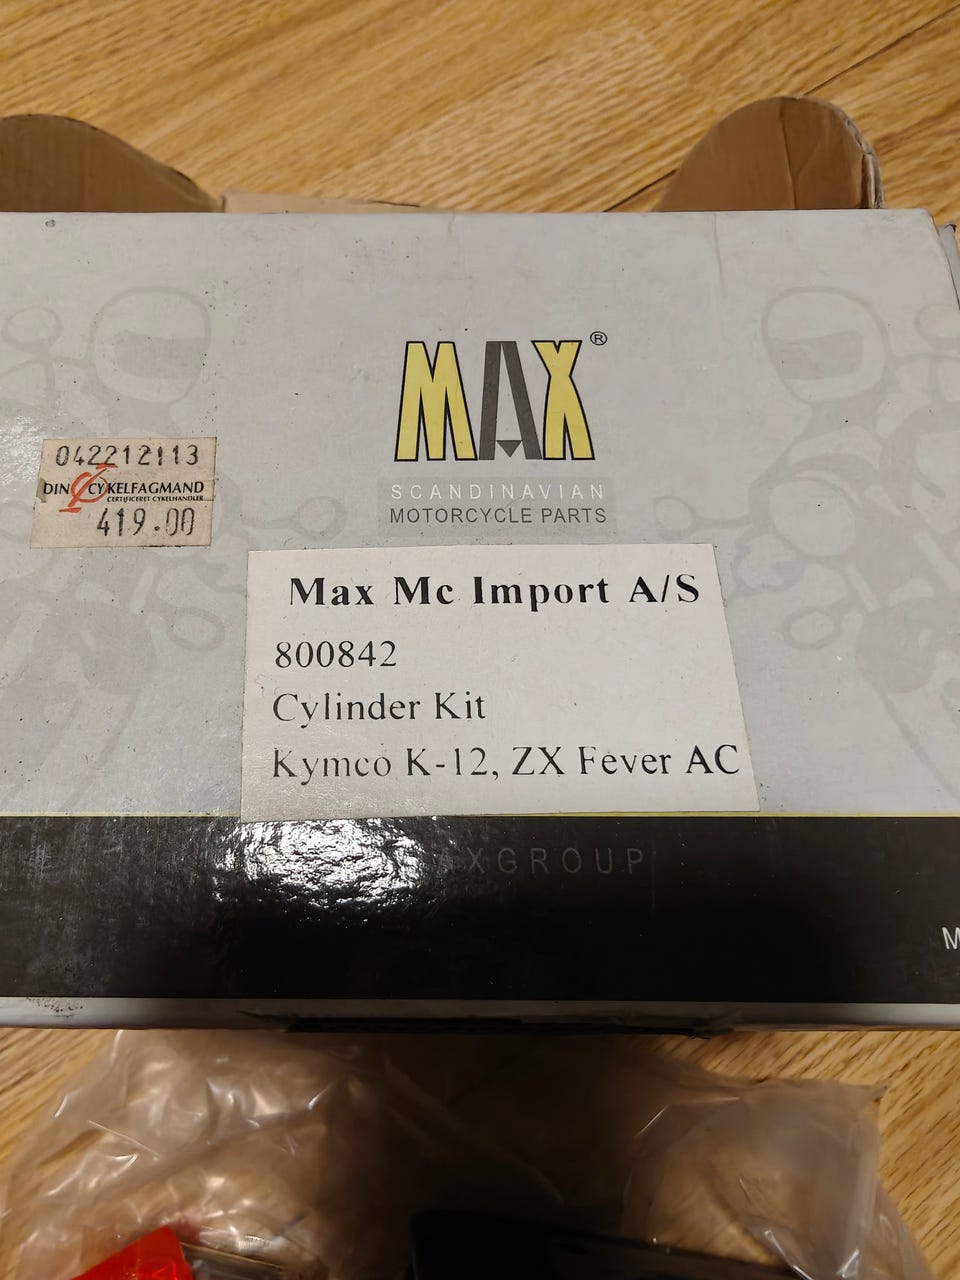 MAX®
SCANDINAVIAN
MOTORCYCLE PARTS
042212113
DIN CYKELFAGMAND
CERTIFICERET CYKELHANDLER
419.00
Max Mc Import A/S
800842
Cylinder Kit
Kymco K-12, ZX Fever AC
XGROUP
M